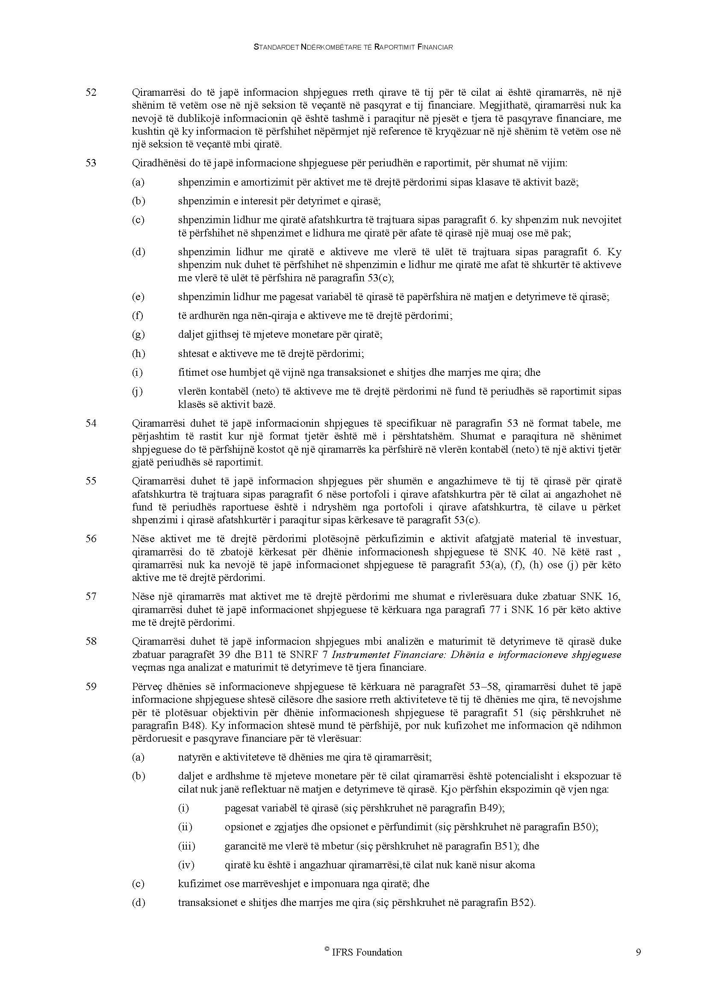 STANDARDET NDËRKOMBËTARE TË RAPORTIMIT FINANCIAR
52 Qiramarrësi do të japë informacion shpjegues rreth qirave të tij për të cilat ai është qiramarrës, në një
shënim të vetëm ose në një seksion të veçantë në pasqyrat e tij financiare. Megjithatë, qiramarrësi nuk ka
nevojë të dublikojë informacionin që është tashmë i paraqitur në pjesët e tjera të pasqyrave financiare, me
kushtin që ky informacion të përfshihet nëpërmjet një reference të kryqëzuar në një shënim të vetëm ose në
një seksion të veçantë mbi qiratë.
53 Qiradhënësi do të japë informacione shpjeguese për periudhën e raportimit, për shumat në vijim:
(a) shpenzimin e amortizimit për aktivet me të drejtë përdorimi sipas klasave të aktivit bazë;
(b) shpenzimin e interesit për detyrimet e qirasë;
(c) shpenzimin lidhur me qiratë afatshkurtra të trajtuara sipas paragrafit 6. ky shpenzim nuk nevojitet
të përfshihet në shpenzimet e lidhura me qiratë për afate të qirasë një muaj ose më pak;
(d) shpenzimin lidhur me qiratë e aktiveve me vlerë të ulët të trajtuara sipas paragrafit 6. Ky
shpenzim nuk duhet të përfshihet në shpenzimin e lidhur me qiratë me afat të shkurtër të aktiveve
me vlerë të ulët të përfshira në paragrafin 53(c);
(e) shpenzimin lidhur me pagesat variabël të qirasë të papërfshira në matjen e detyrimeve të qirasë;
(f) të ardhurën nga nën-qiraja e aktiveve me të drejtë përdorimi;
(g) daljet gjithsej të mjeteve monetare për qiratë;
(h) shtesat e aktiveve me të drejtë përdorimi;
(i) fitimet ose humbjet që vijnë nga transaksionet e shitjes dhe marrjes me qira; dhe
(j) vlerën kontabël (neto) të aktiveve me të drejtë përdorimi në fund të periudhës së raportimit sipas
klasës së aktivit bazë.
54 Qiramarrësi duhet të japë informacionin shpjegues të specifikuar në paragrafin 53 në format tabele, me
përjashtim të rastit kur një format tjetër është më i përshtatshëm. Shumat e paraqitura në shënimet
shpjeguese do të përfshijnë kostot që një qiramarrës ka përfshirë në vlerën kontabël (neto) të një aktivi tjetër
gjatë periudhës së raportimit.
55 Qiramarrësi duhet të japë informacion shpjegues për shumën e angazhimeve të tij të qirasë për qiratë
afatshkurtra të trajtuara sipas paragrafit 6 nëse portofoli i qirave afatshkurtra për të cilat ai angazhohet në
fund të periudhës raportuese është i ndryshëm nga portofoli i qirave afatshkurtra, të cilave u përket
shpenzimi i qirasë afatshkurtër i paraqitur sipas kërkesave të paragrafit 53(c).
56 Nëse aktivet me të drejtë përdorimi plotësojnë përkufizimin e aktivit afatgjatë material të investuar,
qiramarrësi do të zbatojë kërkesat për dhënie informacionesh shpjeguese të SNK 40. Në këtë rast ,
qiramarrësi nuk ka nevojë të japë informacionet shpjeguese të paragrafit 53(a), (f), (h) ose (j) për këto
aktive me të drejtë përdorimi.
57 Nëse një qiramarrës mat aktivet me të drejtë përdorimi me shumat e rivlerësuara duke zbatuar SNK 16,
qiramarrësi duhet të japë informacionet shpjeguese të kërkuara nga paragrafi 77 i SNK 16 për këto aktive
me të drejtë përdorimi.
58 Qiramarrësi duhet të japë informacion shpjegues mbi analizën e maturimit të detyrimeve të qirasë duke
zbatuar paragrafët 39 dhe B11 të SNRF 7 Instrumentet Financiare: Dhënia e informacioneve shpjeguese
veçmas nga analizat e maturimit të detyrimeve të tjera financiare.
59 Përveç dhënies së informacioneve shpjeguese të kërkuara në paragrafët 53–58, qiramarrësi duhet të japë
informacione shpjeguese shtesë cilësore dhe sasiore rreth aktiviteteve të tij të dhënies me qira, të nevojshme
për të plotësuar objektivin për dhënie informacionesh shpjeguese të paragrafit 51 (siç përshkruhet në
paragrafin B48). Ky informacion shtesë mund të përfshijë, por nuk kufizohet me informacion që ndihmon
përdoruesit e pasqyrave financiare për të vlerësuar:
(a) natyrën e aktiviteteve të dhënies me qira të qiramarrësit;
(b) daljet e ardhshme të mjeteve monetare për të cilat qiramarrësi është potencialisht i ekspozuar të
cilat nuk janë reflektuar në matjen e detyrimeve të qirasë. Kjo përfshin ekspozimin që vjen nga:
(i) pagesat variabël të qirasë (siç përshkruhet në paragrafin B49);
(ii) opsionet e zgjatjes dhe opsionet e përfundimit (siç përshkruhet në paragrafin B50);
(iii) garancitë me vlerë të mbetur (siç përshkruhet në paragrafin B51); dhe
(iv) qiratë ku është i angazhuar qiramarrësi,të cilat nuk kanë nisur akoma
(c) kufizimet ose marrëveshjet e imponuara nga qiratë; dhe
(d) transaksionet e shitjes dhe marrjes me qira (siç përshkruhet në paragrafin B52).
© IFRS Foundation 9